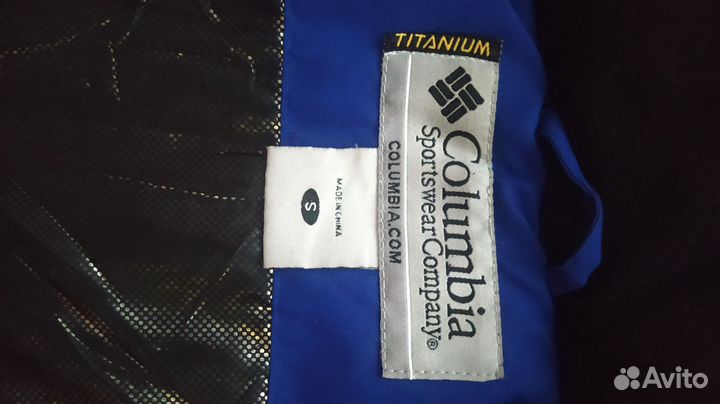 TITANIUM
Columbia
Sportswear Company®
COLUMBIA.COM
MADE IN CHINA
S
Avito